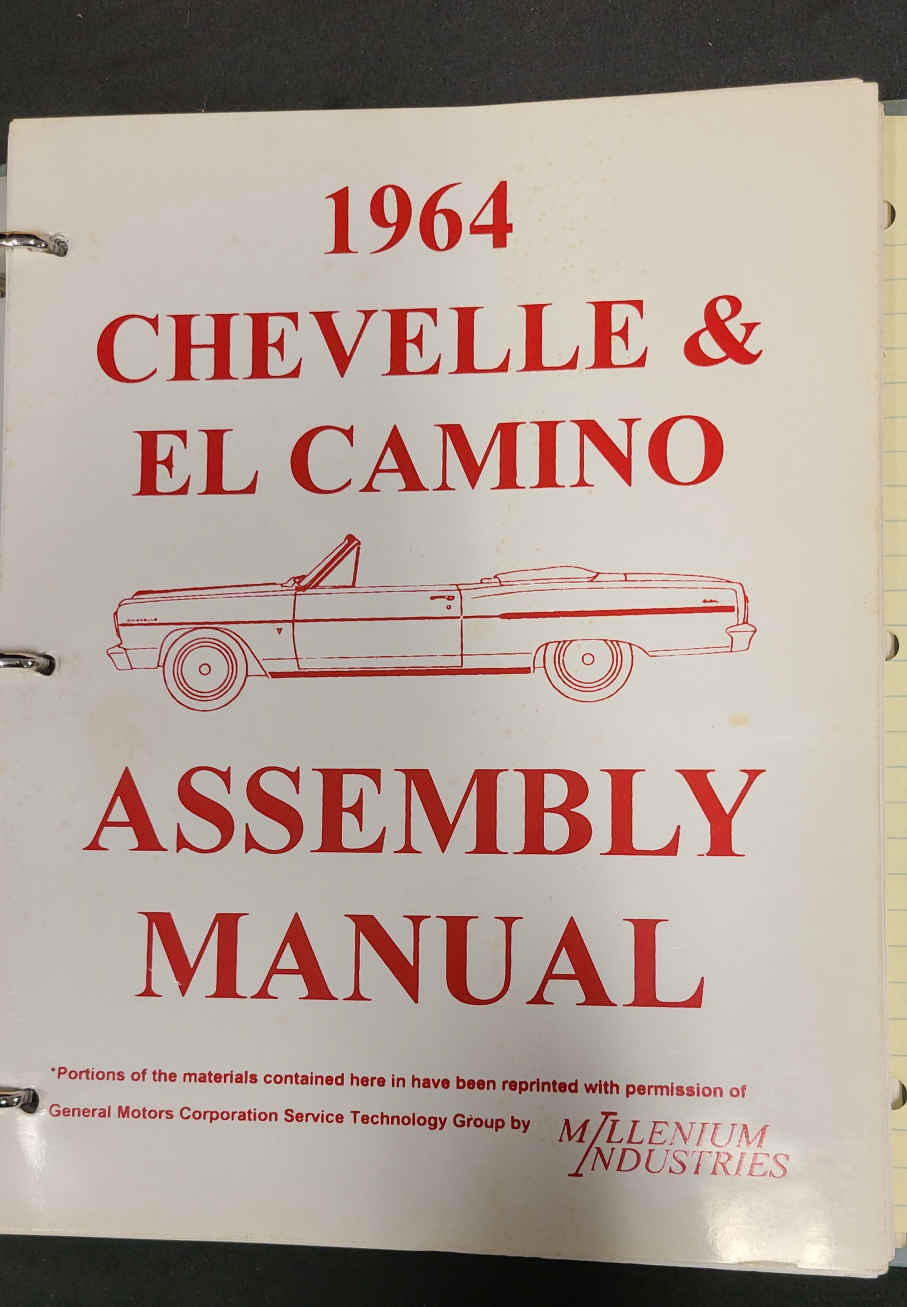 1964
CHEVELLE &
EL CAMINO
CHEVELLE
ASSEMBLY
MANUAL
*Portions of the materials contained here in have been reprinted with permission of
General Motors Corporation Service Technology Group by
MILLENIUM
INDUSTRIES